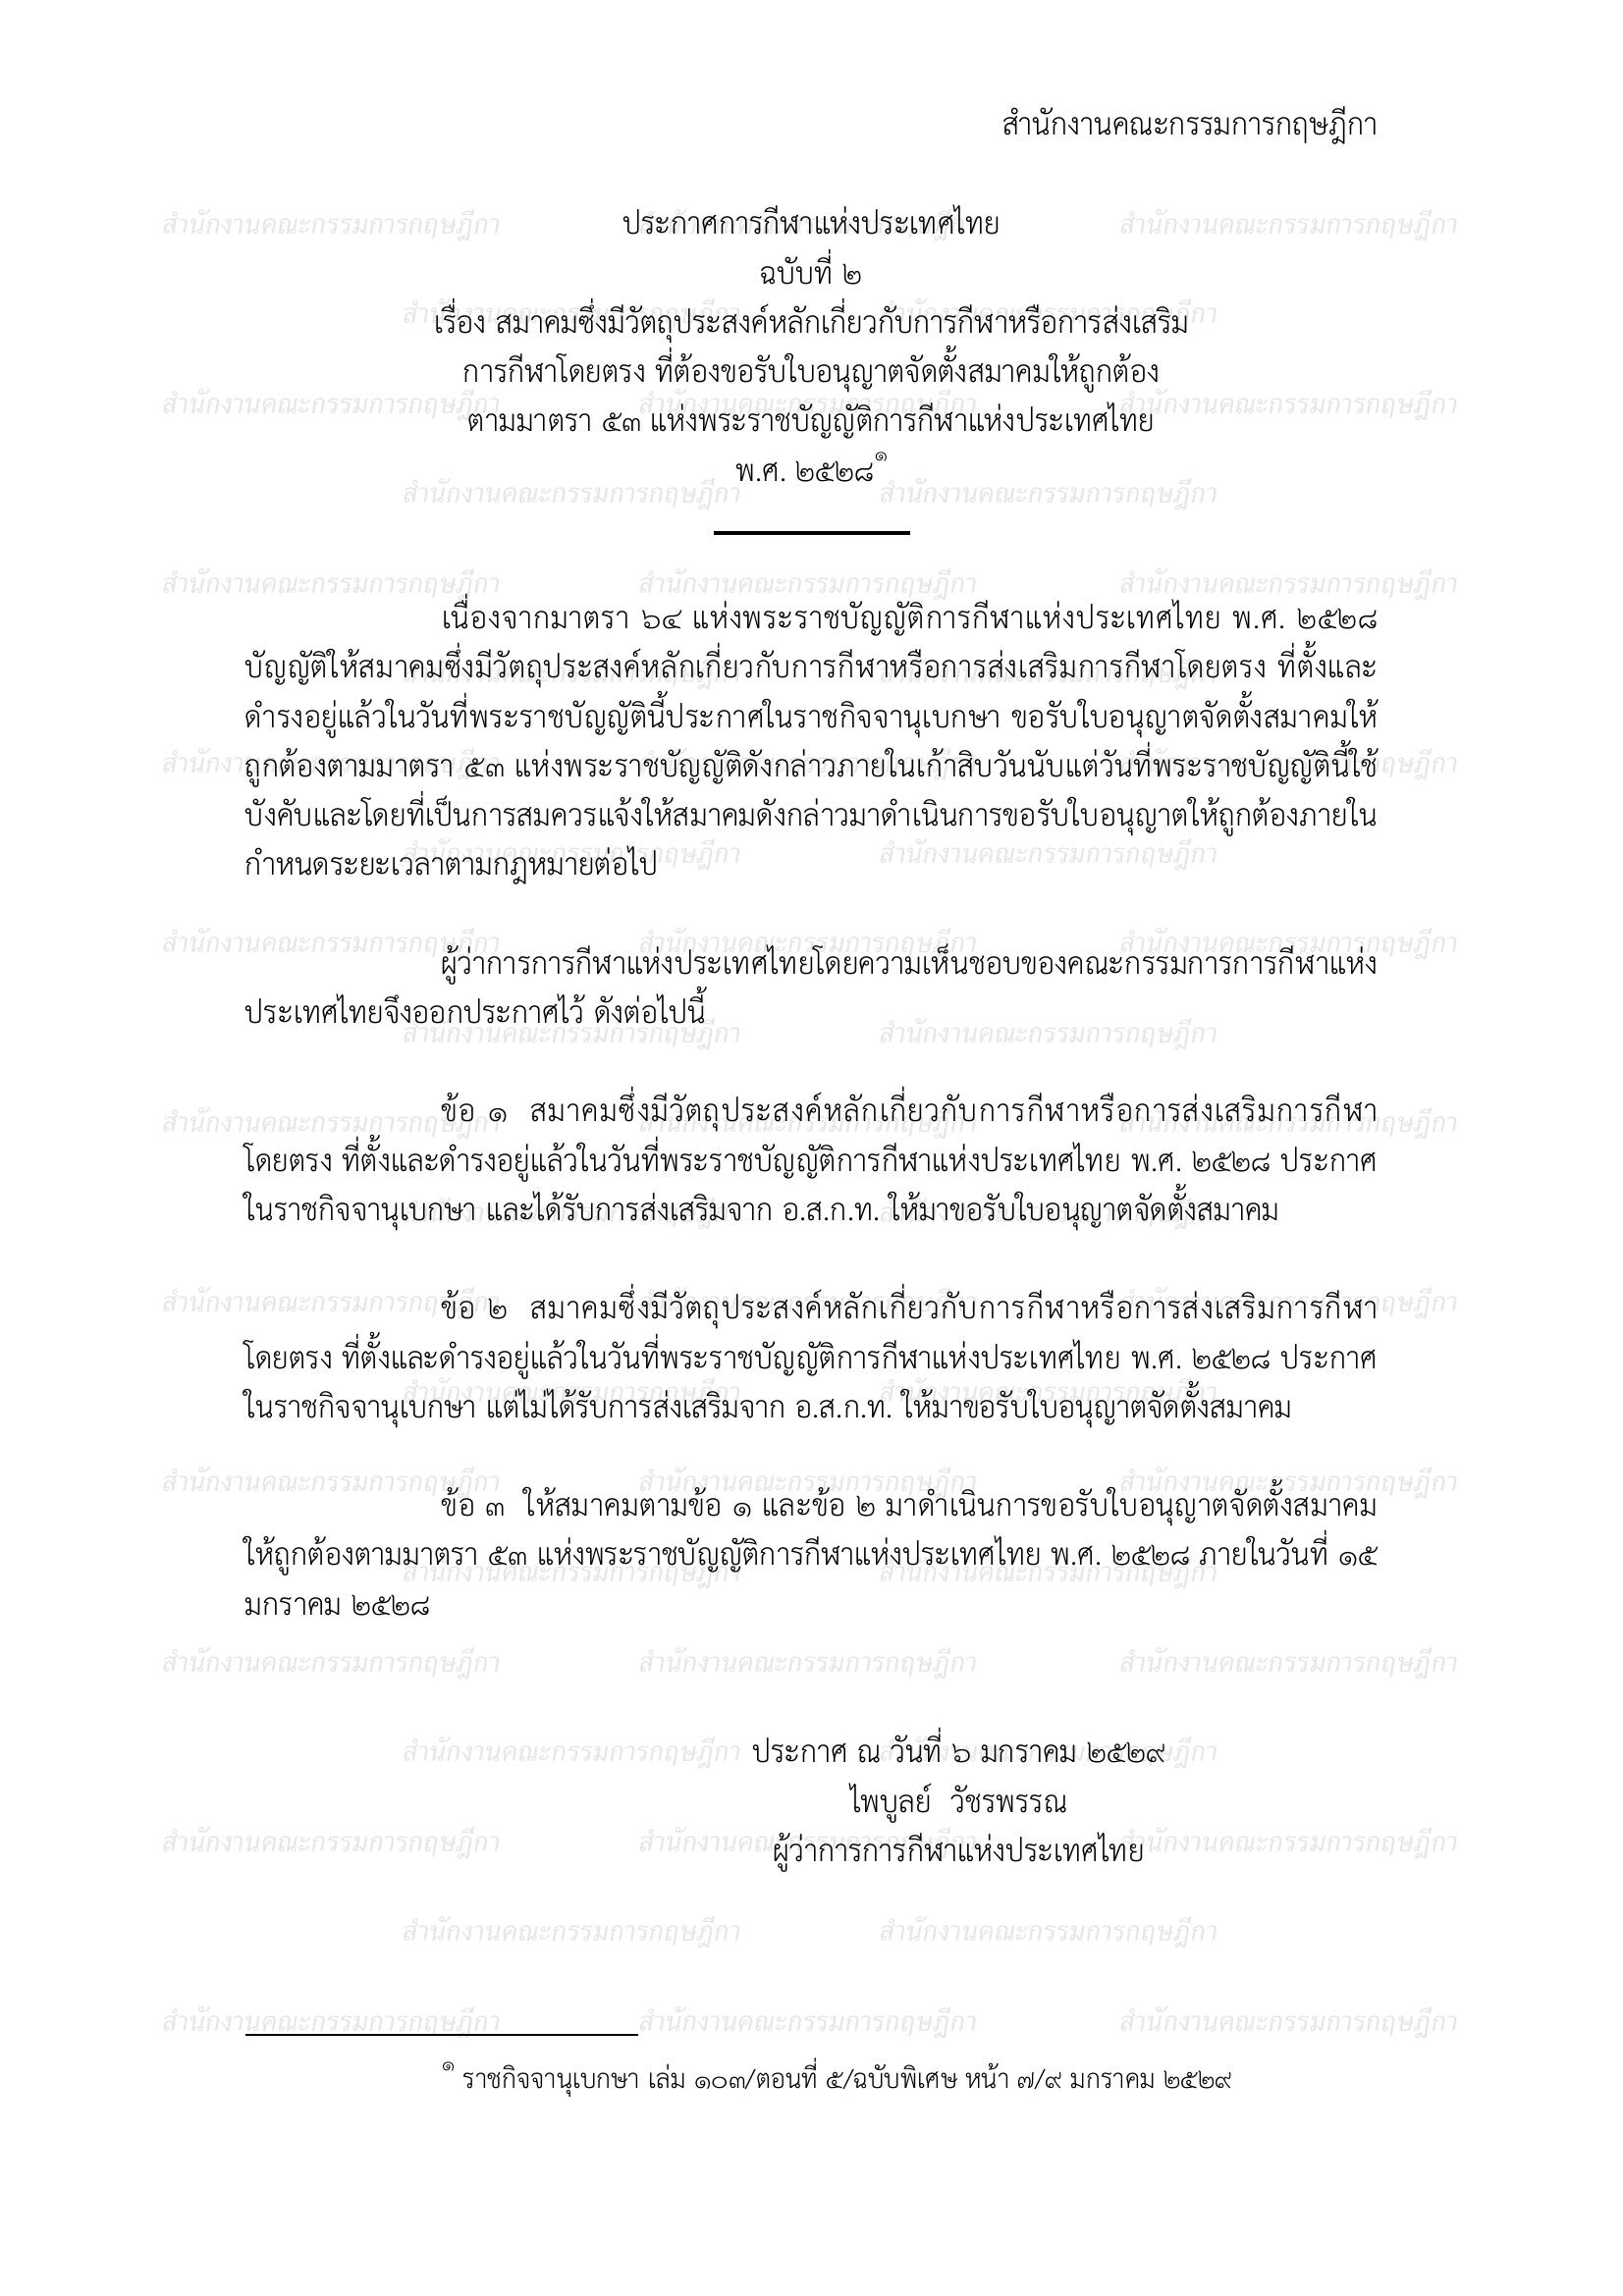 สำนักงานคณะกรรมการกฤษฎีกา
ประกาศการกีฬาแห่งประเทศไทย
ฉบับที่ ๒
เรื่อง สมาคมซึ่งมีวัตถุประสงค์หลักเกี่ยวกับการกีฬาหรือการส่งเสริม
การกีฬาโดยตรง ที่ต้องขอรับใบอนุญาตจัดตั้งสมาคมให้ถูกต้อง
ตามมาตรา ๕๓ แห่งพระราชบัญญัติการกีฬาแห่งประเทศไทย
พ.ศ. ๒๕๒๘๑
เนื่องจากมาตรา ๖๔ แห่งพระราชบัญญัติการกีฬาแห่งประเทศไทย พ.ศ. ๒๕๒๘
บัญญัติให้สมาคมซึ่งมีวัตถุประสงค์หลักเกี่ยวกับการกีฬาหรือการส่งเสริมการกีฬาโดยตรง ที่ตั้งและ
ดำรงอยู่แล้วในวันที่พระราชบัญญัตินี้ประกาศในราชกิจจานุเบกษา ขอรับใบอนุญาตจัดตั้งสมาคมให้
ถูกต้องตามมาตรา ๕๓ แห่งพระราชบัญญัติดังกล่าวภายในเก้าสิบวันนับแต่วันที่พระราชบัญญัตินี้ใช้
บังคับและโดยที่เป็นการสมควรแจ้งให้สมาคมดังกล่าวมาดำเนินการขอรับใบอนุญาตให้ถูกต้องภายใน
กำหนดระยะเวลาตามกฎหมายต่อไป
ผู้ว่าการการกีฬาแห่งประเทศไทยโดยความเห็นชอบของคณะกรรมการการกีฬาแห่ง
ประเทศไทยจึงออกประกาศไว้ ดังต่อไปนี้
ข้อ ๑ สมาคมซึ่งมีวัตถุประสงค์หลักเกี่ยวกับการกีฬาหรือการส่งเสริมการกีฬา
โดยตรง ที่ตั้งและดำรงอยู่แล้วในวันที่พระราชบัญญัติการกีฬาแห่งประเทศไทย พ.ศ. ๒๕๒๘ ประกาศ
ในราชกิจจานุเบกษา และได้รับการส่งเสริมจาก อ.ส.ก.ท. ให้มาขอรับใบอนุญาตจัดตั้งสมาคม
ข้อ ๒ สมาคมซึ่งมีวัตถุประสงค์หลักเกี่ยวกับการกีฬาหรือการส่งเสริมการกีฬา
โดยตรง ที่ตั้งและดำรงอยู่แล้วในวันที่พระราชบัญญัติการกีฬาแห่งประเทศไทย พ.ศ. ๒๕๒๘ ประกาศ
ในราชกิจจานุเบกษา แต่ไม่ได้รับการส่งเสริมจาก อ.ส.ก.ท. ให้มาขอรับใบอนุญาตจัดตั้งสมาคม
ข้อ ๓ ให้สมาคมตามข้อ ๑ และข้อ ๒ มาดำเนินการขอรับใบอนุญาตจัดตั้งสมาคม
ให้ถูกต้องตามมาตรา ๕๓ แห่งพระราชบัญญัติการกีฬาแห่งประเทศไทย พ.ศ. ๒๕๒๘ ภายในวันที่ ๑๕
มกราคม ๒๕๒๘
ประกาศ ณ วันที่ ๖ มกราคม ๒๕๒๙
ไพบูลย์ วัชรพรรณ
ผู้ว่าการการกีฬาแห่งประเทศไทย
๑ ราชกิจจานุเบกษา เล่ม ๑๐๓/ตอนที่ ๕/ฉบับพิเศษ หน้า ๗/๙ มกราคม ๒๕๒๙